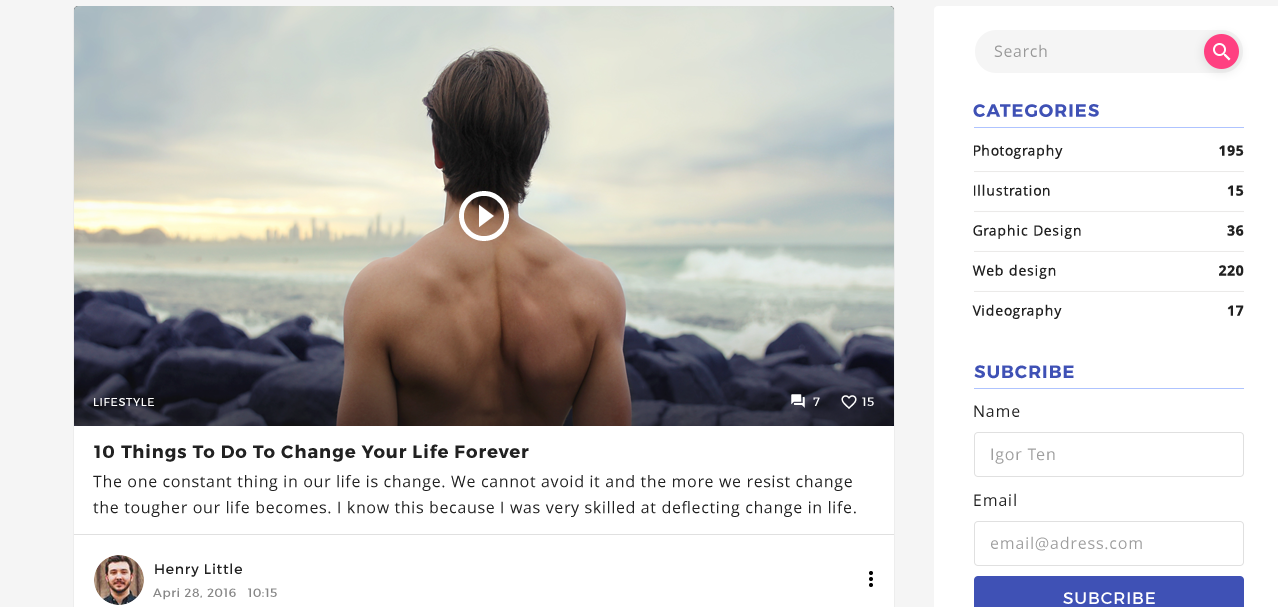 LIFESTYLE
7
15
10 Things To Do To Change Your Life Forever
The one constant thing in our life is change. We cannot avoid it and the more we resist change
the tougher our life becomes. I know this because I was very skilled at deflecting change in life.
Henry Little
Apri 28, 2016 10:15
Search
CATEGORIES
Photography 195
Illustration 15
Graphic Design 36
Web design 220
Videography 17
SUBCRIBE
Name
Igor Ten
Email
email@adress.com
SUBCRIBE